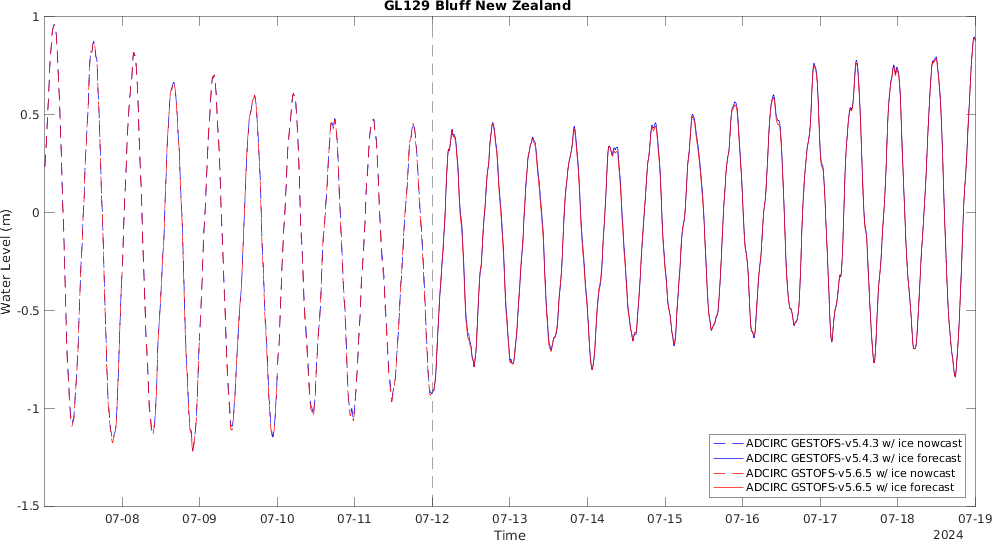 GL129 Bluff New Zealand
1
0.5
0
-0.5
-1
-1.5
Water Level (m)
ADCIRC GESTOFS-v5.4.3 w/ ice nowcast
ADCIRC GESTOFS-v5.4.3 w/ ice forecast
ADCIRC GSTOFS-v5.6.5 w/ ice nowcast
ADCIRC GSTOFS-v5.6.5 w/ ice forecast
07-08 07-09 07-10 07-11 07-12 07-13 07-14 07-15 07-16 07-17 07-18 07-19
Time
2024